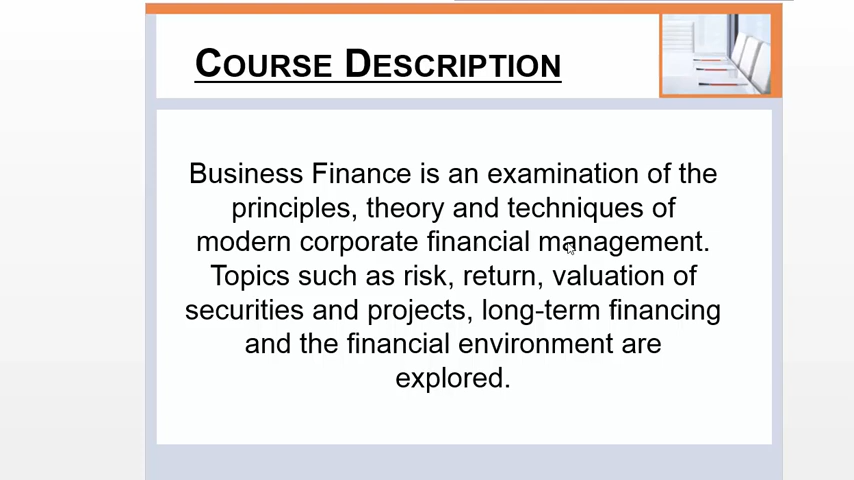 COURSE DESCRIPTION
Business Finance is an examination of the
principles, theory and techniques of
modern corporate financial management.
Topics such as risk, return, valuation of
securities and projects, long-term financing
and the financial environment are
explored.